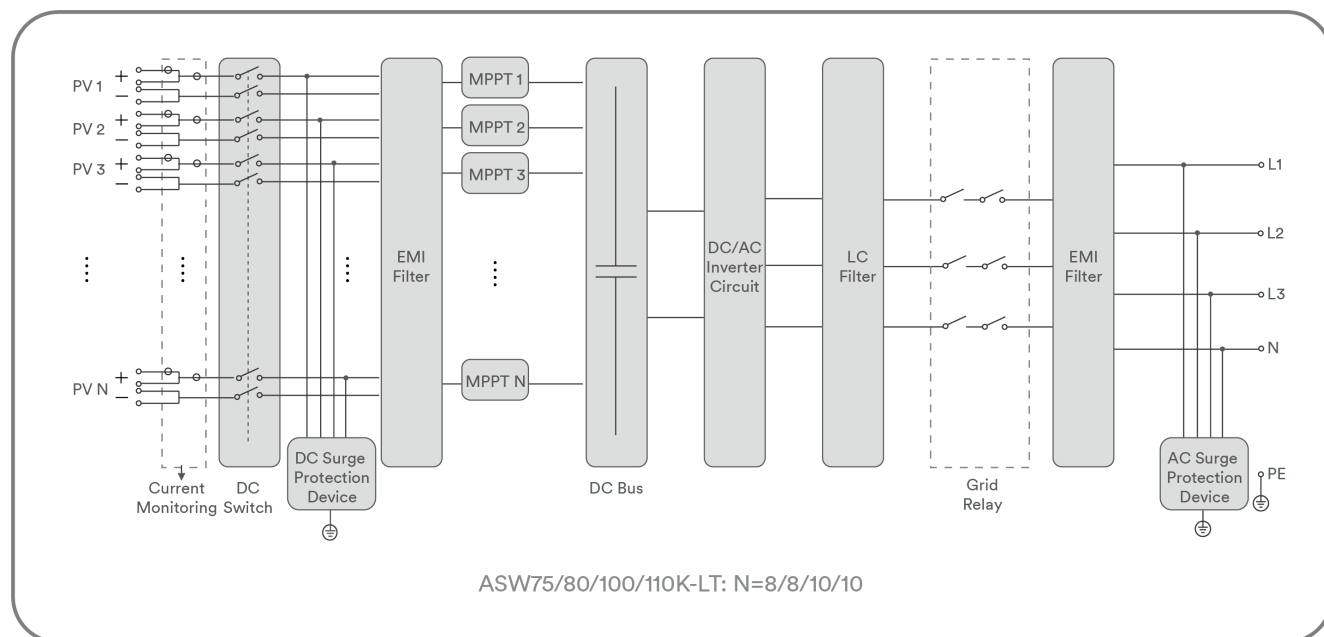 PV 1
+
−
PV 2
+
−
PV 3
+
−
PV N
+
−
Current
Monitoring
DC
Switch
DC Surge
Protection
Device
EMI
Filter
MPPT 1
MPPT 2
MPPT 3
MPPT N
DC Bus
DC/AC
Inverter
Circuit
LC
Filter
Grid
Relay
EMI
Filter
L1
L2
L3
N
AC Surge
Protection
Device
PE
ASW75/80/100/110K-LT: N=8/8/10/10